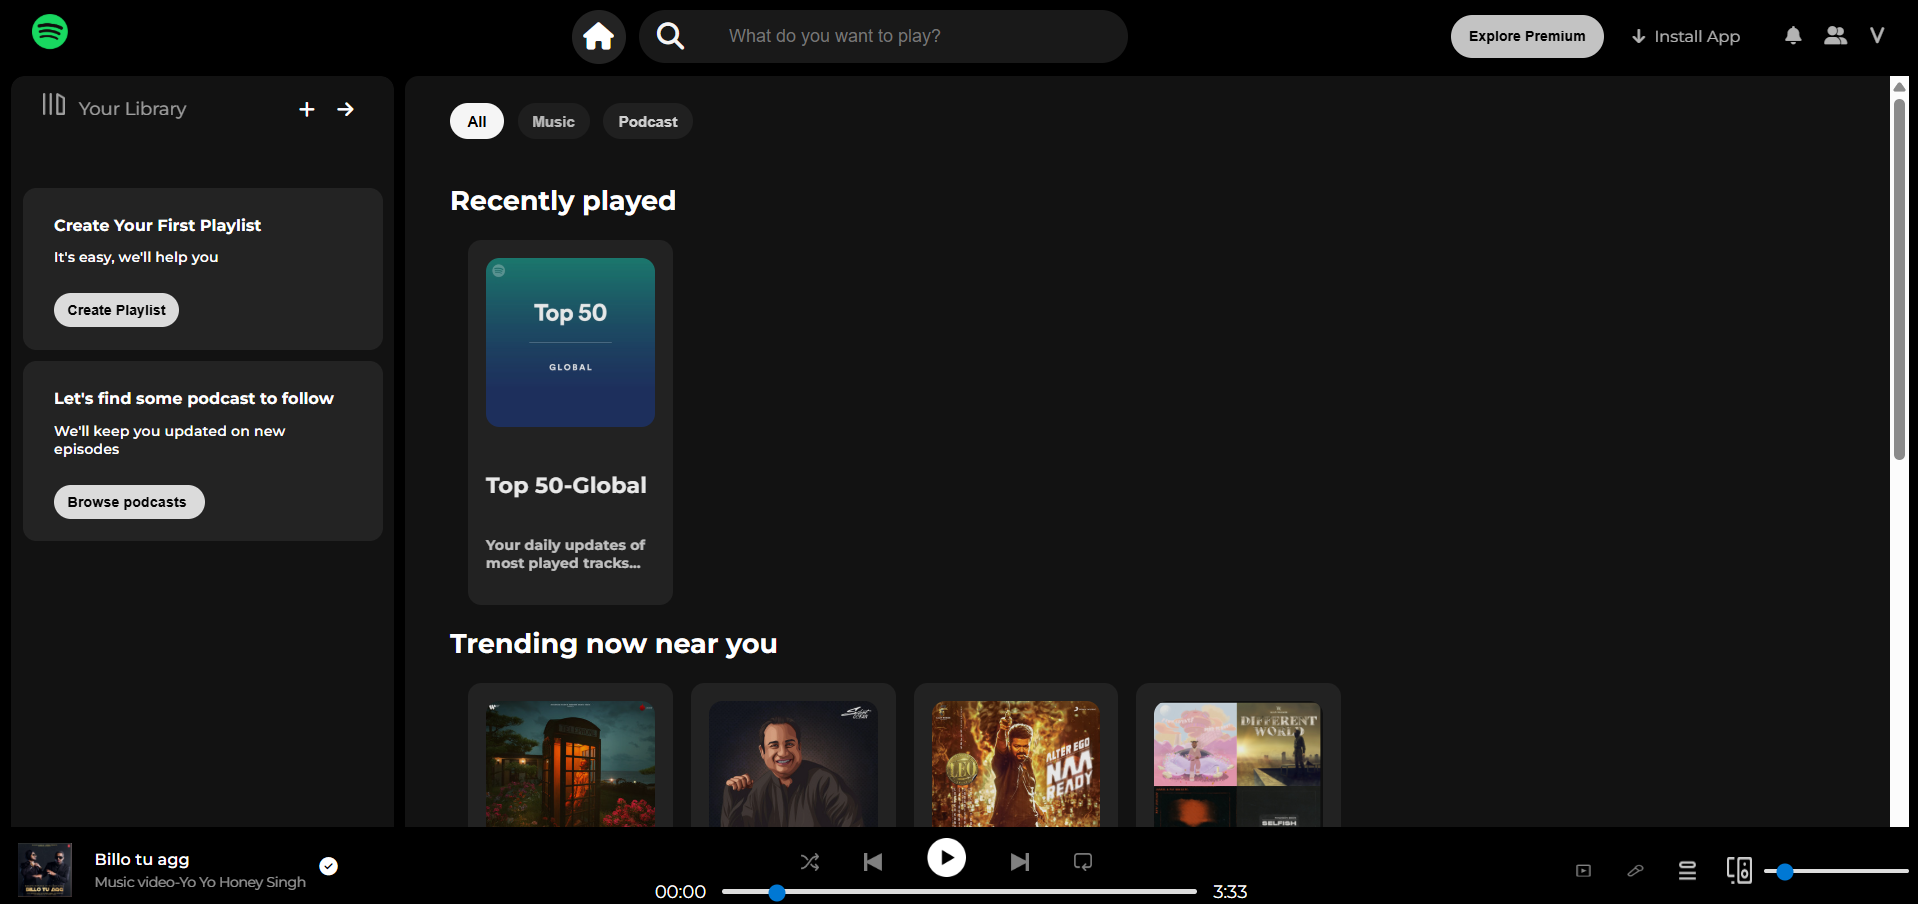 What do you want to play?
Explore Premium
Install App
V
Your Library
All
Music
Podcast
Create Your First Playlist
It's easy, we'll help you
Create Playlist
Let's find some podcast to follow
We'll keep you updated on new
episodes
Browse podcasts
Recently played
Top 50
GLOBAL
Top 50-Global
Your daily updates of
most played tracks...
Trending now near you
LEO
ALTER EGO
NAA
READY
DIFFERENT
WORLD
SELFISH
BILLO TU AGG
Billo tu agg
Music video-Yo Yo Honey Singh
00:00
3:33